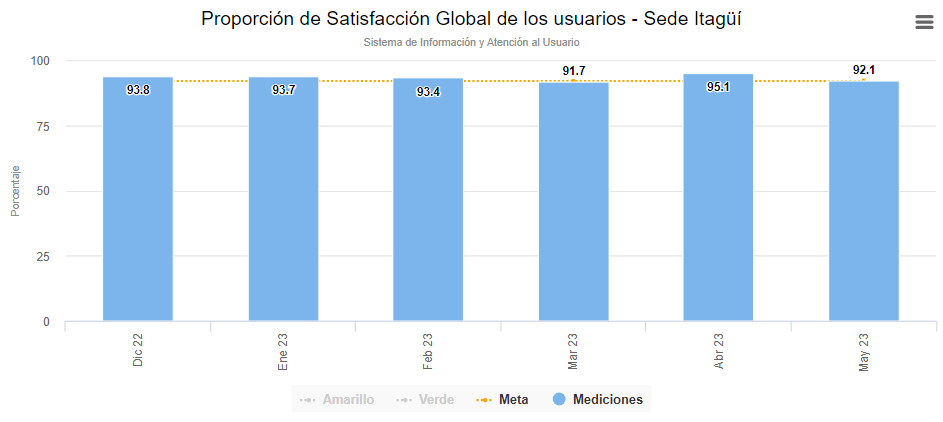 Proporción de Satisfacción Global de los usuarios - Sede Itagüí
Sistema de Información y Atención al Usuario
Porcentaje
100
75
50
25
0
93.8
93.7
93.4
91.7
95.1
92.1
Dic 22
Ene 23
Feb 23
Mar 23
Abr 23
May 23
Amarillo
Verde
Meta
Mediciones